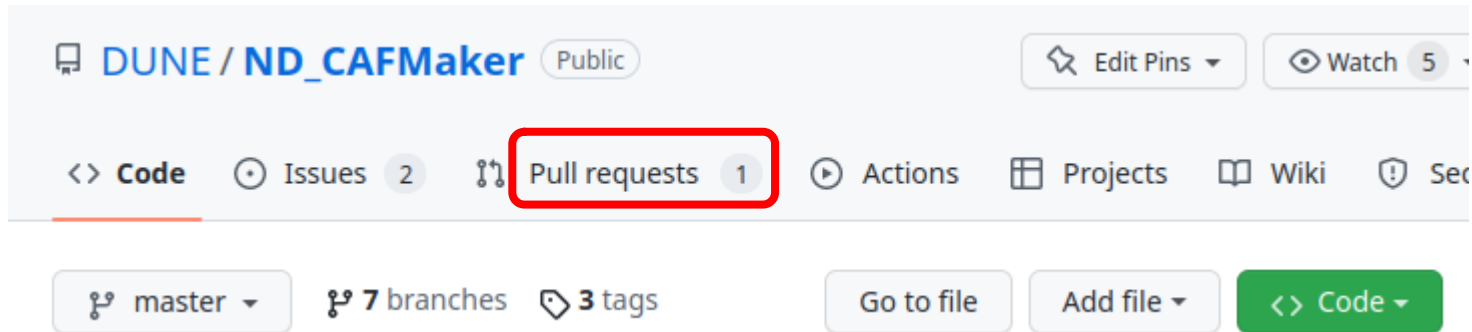 DUNE / ND_CAFMaker Public Edit Pins Watch 5
<> Code Issues 2 Pull requests 1 Actions Projects Wiki
master 7 branches 3 tags Go to file Add file <> Code